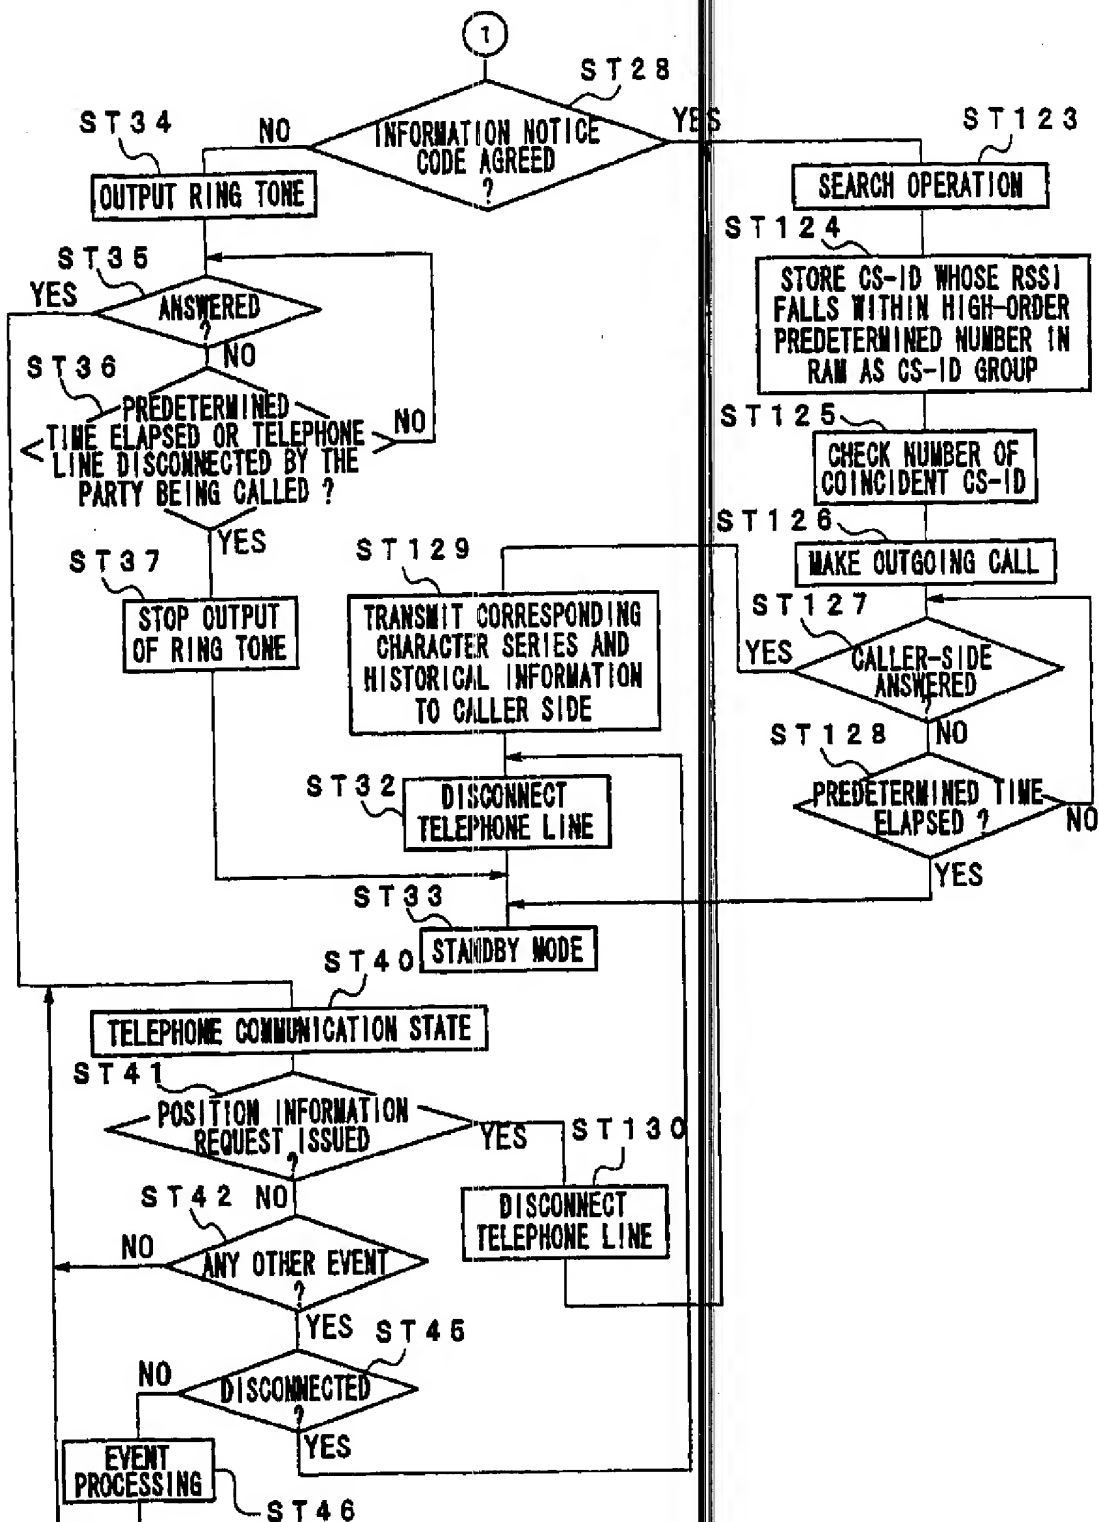 1
ST28
INFORMATION NOTICE
CODE AGREED
?
NO
YES
ST34
OUTPUT RING TONE
ST123
SEARCH OPERATION
ST124
STORE CS-ID WHOSE RSSI
FALLS WITHIN HIGH-ORDER
PREDETERMINED NUMBER IN
RAM AS CS-ID GROUP
ST35
YES
ANSWERED
?
NO
ST36
PREDETERMINED
TIME ELAPSED OR TELEPHONE
LINE DISCONNECTED BY THE
PARTY BEING CALLED ?
NO
YES
ST125
CHECK NUMBER OF
COINCIDENT CS-ID
ST126
MAKE OUTGOING CALL
ST37
STOP OUTPUT
OF RING TONE
ST129
TRANSMIT CORRESPONDING
CHARACTER SERIES AND
HISTORICAL INFORMATION
TO CALLER SIDE
ST127
YES
CALLER-SIDE
ANSWERED
?
NO
ST128
PREDETERMINED TIME
ELAPSED ?
NO
YES
ST32
DISCONNECT
TELEPHONE LINE
ST33
STANDBY MODE
ST40
TELEPHONE COMMUNICATION STATE
ST41
POSITION INFORMATION
REQUEST ISSUED
?
YES
NO
ST130
DISCONNECT
TELEPHONE LINE
ST42
NO
ANY OTHER EVENT
?
YES
ST45
NO
DISCONNECTED
?
YES
EVENT
PROCESSING
ST46